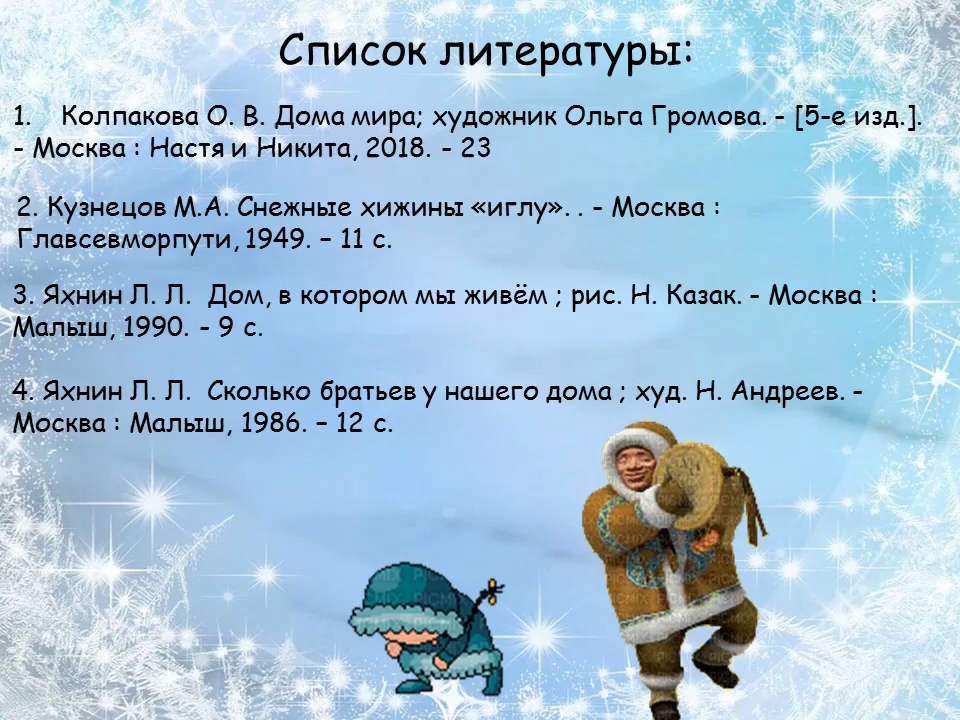 Список литературы:
1. Колпакова О. В. Дома мира; художник Ольга Громова. - [5-е изд.].
- Москва : Настя и Никита, 2018. - 23
2. Кузнецов М.А. Снежные хижины «иглу». . - Москва :
Главсевморпути, 1949. – 11 с.
3. Яхнин Л. Л. Дом, в котором мы живём ; рис. Н. Казак. - Москва :
Малыш, 1990. - 9 с.
4. Яхнин Л. Л. Сколько братьев у нашего дома ; худ. Н. Андреев. -
Москва : Малыш, 1986. – 12 с.